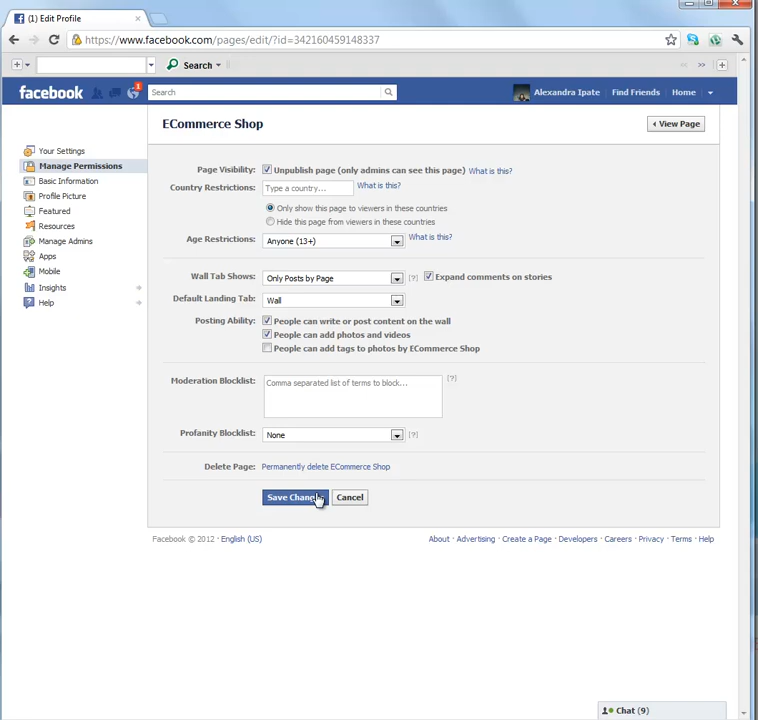 (1) Edit Profile
https://www.facebook.com/pages/edit/?id=342160459148337
Search
facebook 1 Search Alexandra Ipate Find Friends Home
ECommerce Shop View Page
Your Settings
Manage Permissions
Basic Information
Profile Picture
Featured
Resources
Manage Admins
Apps
Mobile
Insights
Help
Page Visibility: Unpublish page (only admins can see this page) What is this?
Country Restrictions: Type a country... What is this?
Only show this page to viewers in these countries
Hide this page from viewers in these countries
Age Restrictions: Anyone (13+) What is this?
Wall Tab Shows: Only Posts by Page [?] Expand comments on stories
Default Landing Tab: Wall
Posting Ability: People can write or post content on the wall
People can add photos and videos
People can add tags to photos by ECommerce Shop
Moderation Blocklist: Comma separated list of terms to block... [?]
Profanity Blocklist: None [?]
Delete Page: Permanently delete ECommerce Shop
Save Chang Cancel
Facebook © 2012 · English (US) About · Advertising · Create a Page · Developers · Careers · Privacy · Terms · Help
Chat (9)